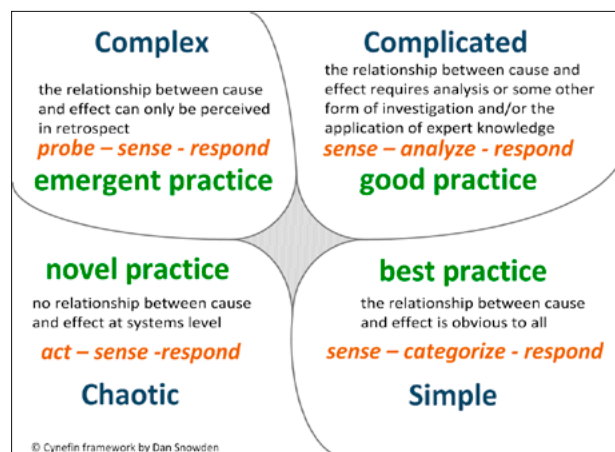 Complex
the relationship between cause
and effect can only be perceived
in retrospect
probe – sense - respond
emergent practice
Complicated
the relationship between cause and
effect requires analysis or some other
form of investigation and/or the
application of expert knowledge
sense – analyze - respond
good practice
novel practice
no relationship between cause
and effect at systems level
act – sense -respond
Chaotic
best practice
the relationship between cause
and effect is obvious to all
sense – categorize - respond
Simple
© Cynefin framework by Dan Snowden